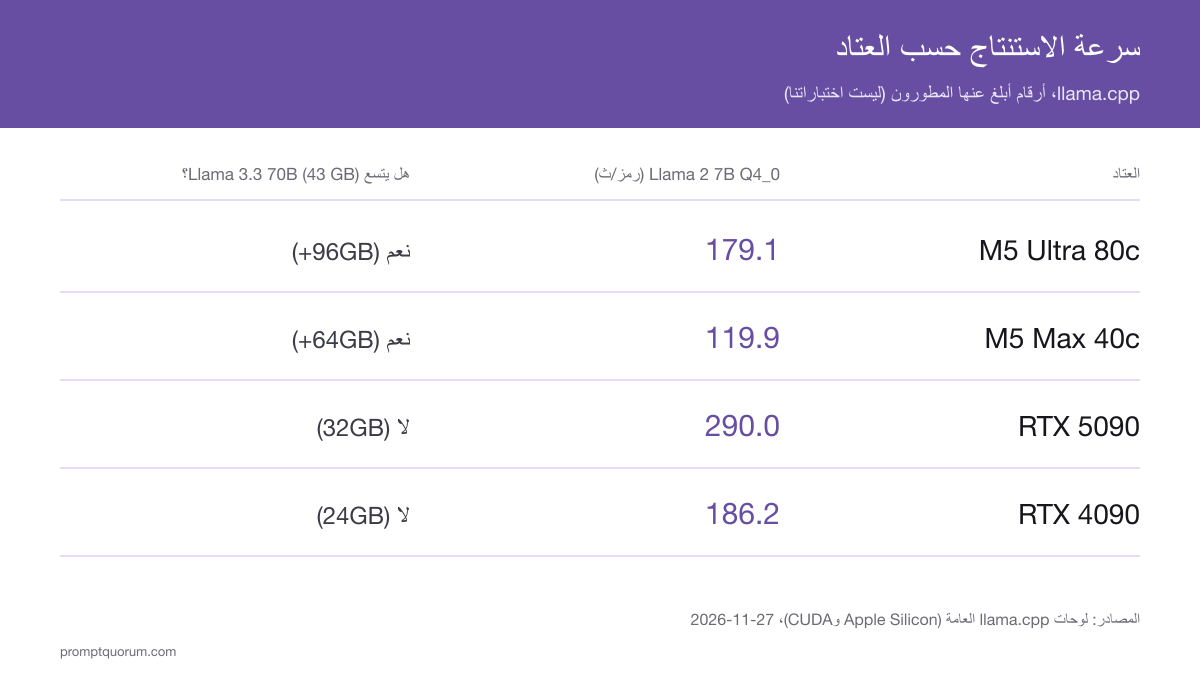 سرعة الاستنتاج حسب العتاد
llama.cpp، أرقام أبلغ عنها المطورون (ليست اختباراتنا)
العتاد Llama 2 7B Q4_0 (رمز/ث) هل يتسع Llama 3.3 70B (43 GB)؟
M5 Ultra 80c 179.1 نعم (96GB+)
M5 Max 40c 119.9 نعم (64GB+)
RTX 5090 290.0 لا (32GB)
RTX 4090 186.2 لا (24GB)
المصادر: لوحات llama.cpp العامة (Apple Silicon وCUDA)، 2026-11-27
promptquorum.com